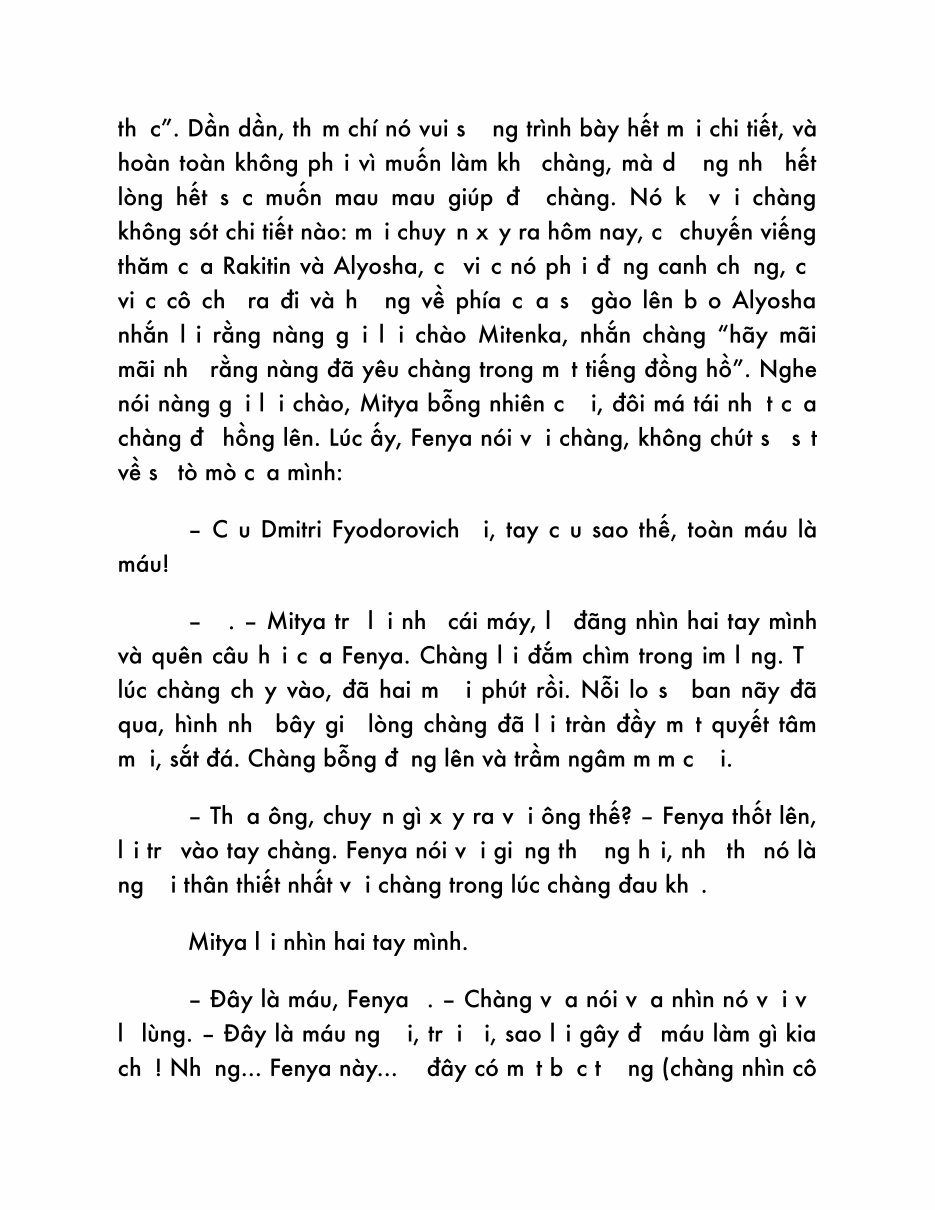 th c”. Dần dần, th m chí nó vui s ng trình bày hết m i chi tiết, và
hoàn toàn không ph i vì muốn làm kh chàng, mà d ng nh hết
lòng hết s c muốn mau mau giúp đ chàng. Nó k v i chàng
không sót chi tiết nào: m i chuy n x y ra hôm nay, c chuyến viếng
thăm c a Rakitin và Alyosha, c vi c nó ph i đ ng canh ch ng, c
vi c cô ch ra đi và h ng về phía c a s gào lên b o Alyosha
nhắn l i rằng nàng g i l i chào Mitenka, nhắn chàng “hãy mãi
mãi nh rằng nàng đã yêu chàng trong m t tiếng đồng hồ”. Nghe
nói nàng g i l i chào, Mitya bỗng nhiên c i, đôi má tái nh t c a
chàng đ hồng lên. Lúc ấy, Fenya nói v i chàng, không chút s s t
về s tò mò c a mình:
– C u Dmitri Fyodorovich i, tay c u sao thế, toàn máu là
máu!
– . – Mitya tr l i nh cái máy, l đãng nhìn hai tay mình
và quên câu h i c a Fenya. Chàng l i đắm chìm trong im l ng. T
lúc chàng ch y vào, đã hai m i phút rồi. Nỗi lo s ban nãy đã
qua, hình nh bây gi lòng chàng đã l i tràn đầy m t quyết tâm
m i, sắt đá. Chàng bỗng đ ng lên và trầm ngâm m m c i.
– Th a ông, chuy n gì x y ra v i ông thế? – Fenya thốt lên,
l i tr vào tay chàng. Fenya nói v i gi ng th ng h i, nh th nó là
ng i thân thiết nhất v i chàng trong lúc chàng đau kh .
Mitya l i nhìn hai tay mình.
– Đây là máu, Fenya . – Chàng v a nói v a nhìn nó v i v
l lùng. – Đây là máu ng i, tr i i, sao l i gây đ máu làm gì kia
ch ! Nh ng... Fenya này... đây có m t b c t ng (chàng nhìn cô